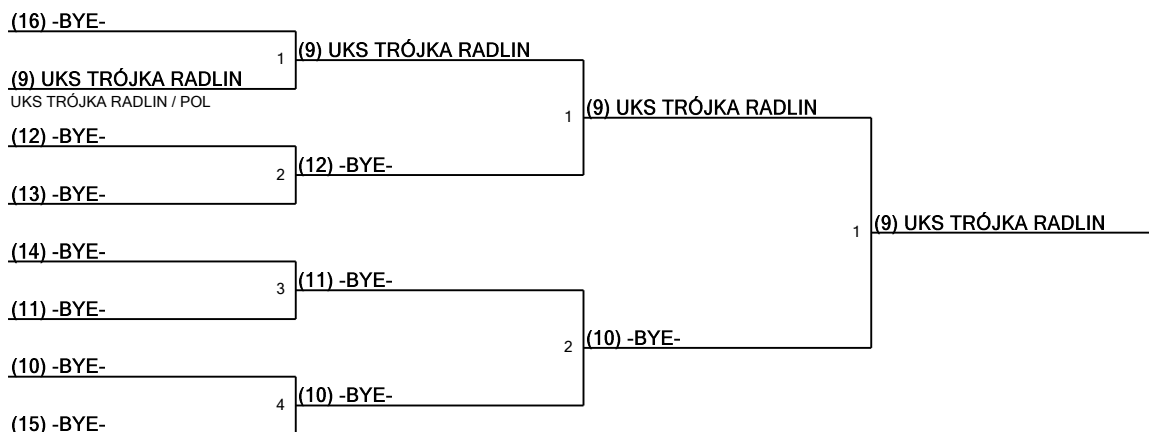 (16) -BYE-
1
(9) UKS TRÓJKA RADLIN
(9) UKS TRÓJKA RADLIN
UKS TRÓJKA RADLIN / POL
1
(9) UKS TRÓJKA RADLIN
(12) -BYE-
2
(12) -BYE-
(13) -BYE-
1
(9) UKS TRÓJKA RADLIN
(14) -BYE-
3
(11) -BYE-
(11) -BYE-
2
(10) -BYE-
(10) -BYE-
4
(10) -BYE-
(15) -BYE-